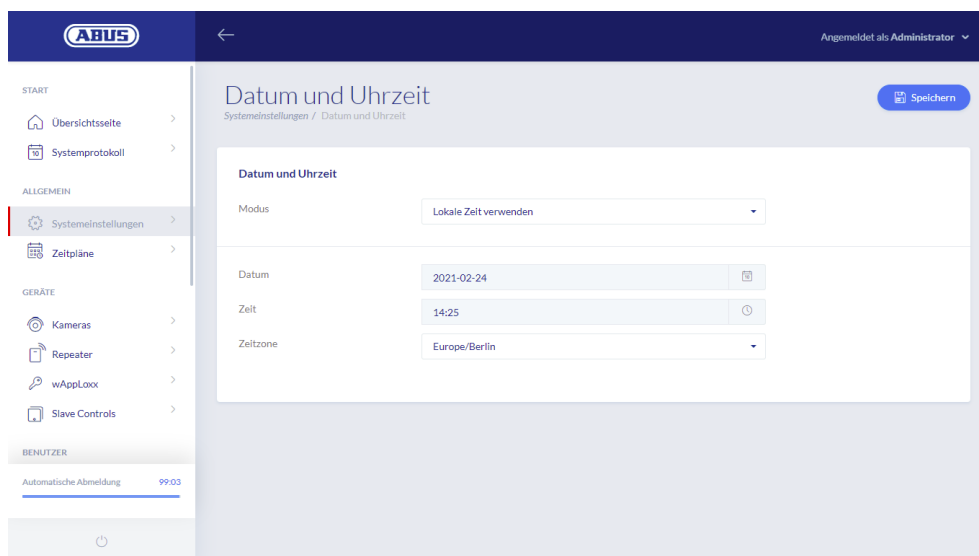 ABUS
Angemeldet als Administrator
START
Übersichtsseite
10 Systemprotokoll
ALLGEMEIN
Systemeinstellungen
Zeitpläne
GERÄTE
Kameras
Repeater
wAppLoxx
Slave Controls
BENUTZER
Automatische Abmeldung 99:03
Datum und Uhrzeit
Systemeinstellungen / Datum und Uhrzeit
Speichern
Datum und Uhrzeit
Modus Lokale Zeit verwenden
Datum 2021-02-24
Zeit 14:25
Zeitzone Europe/Berlin